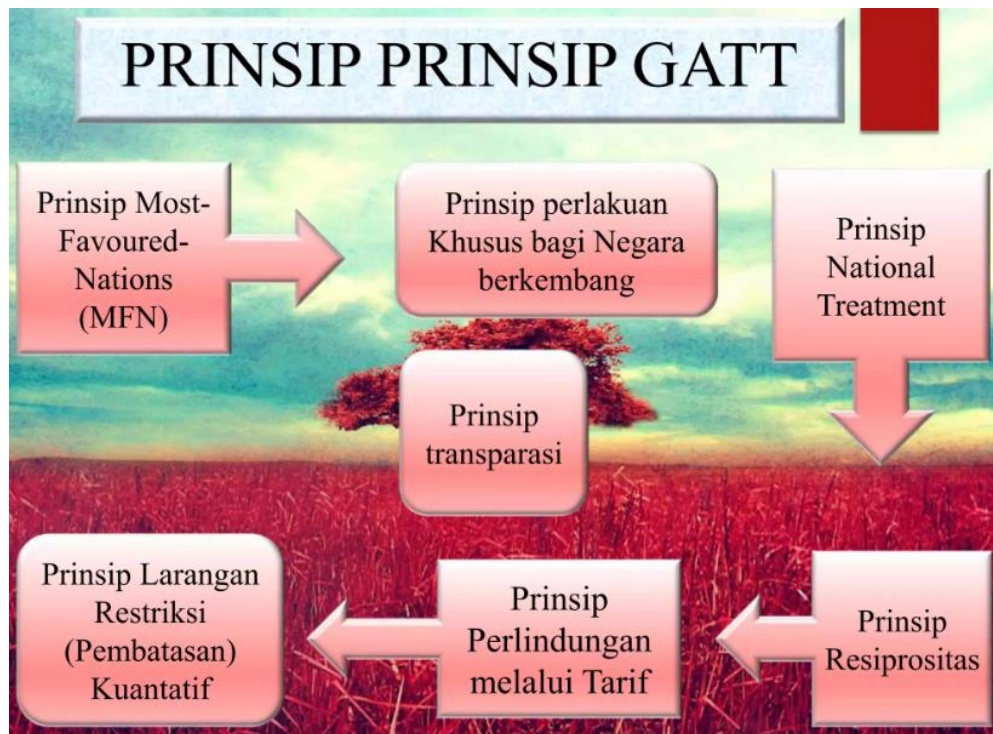 PRINSIP PRINSIP GATT
Prinsip Most-
Favoured-
Nations
(MFN)
Prinsip perlakuan
Khusus bagi Negara
berkembang
Prinsip
National
Treatment
Prinsip
transparasi
Prinsip
Resiprositas
Prinsip
Perlindungan
melalui Tarif
Prinsip Larangan
Restriksi
(Pembatasan)
Kuantatif